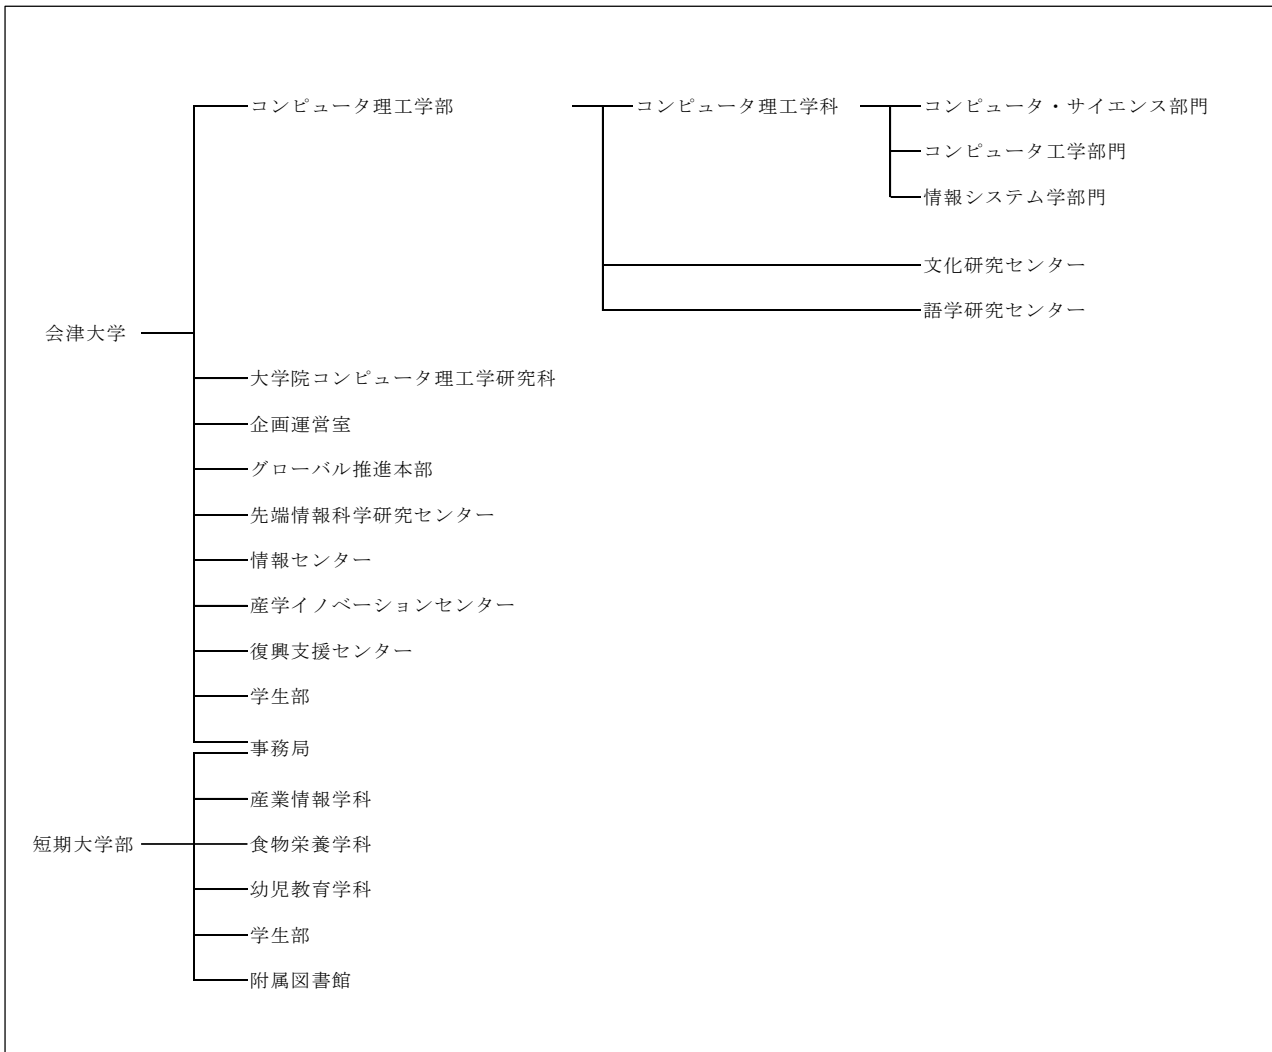 コンピュータ理工学部 コンピュータ理工学科 コンピュータ・サイエンス部門
コンピュータ工学部門
情報システム学部門
文化研究センター
語学研究センター
会津大学
大学院コンピュータ理工学研究科
企画運営室
グローバル推進本部
先端情報科学研究センター
情報センター
産学イノベーションセンター
復興支援センター
学生部
事務局
産業情報学科
短期大学部 食物栄養学科
幼児教育学科
学生部
附属図書館